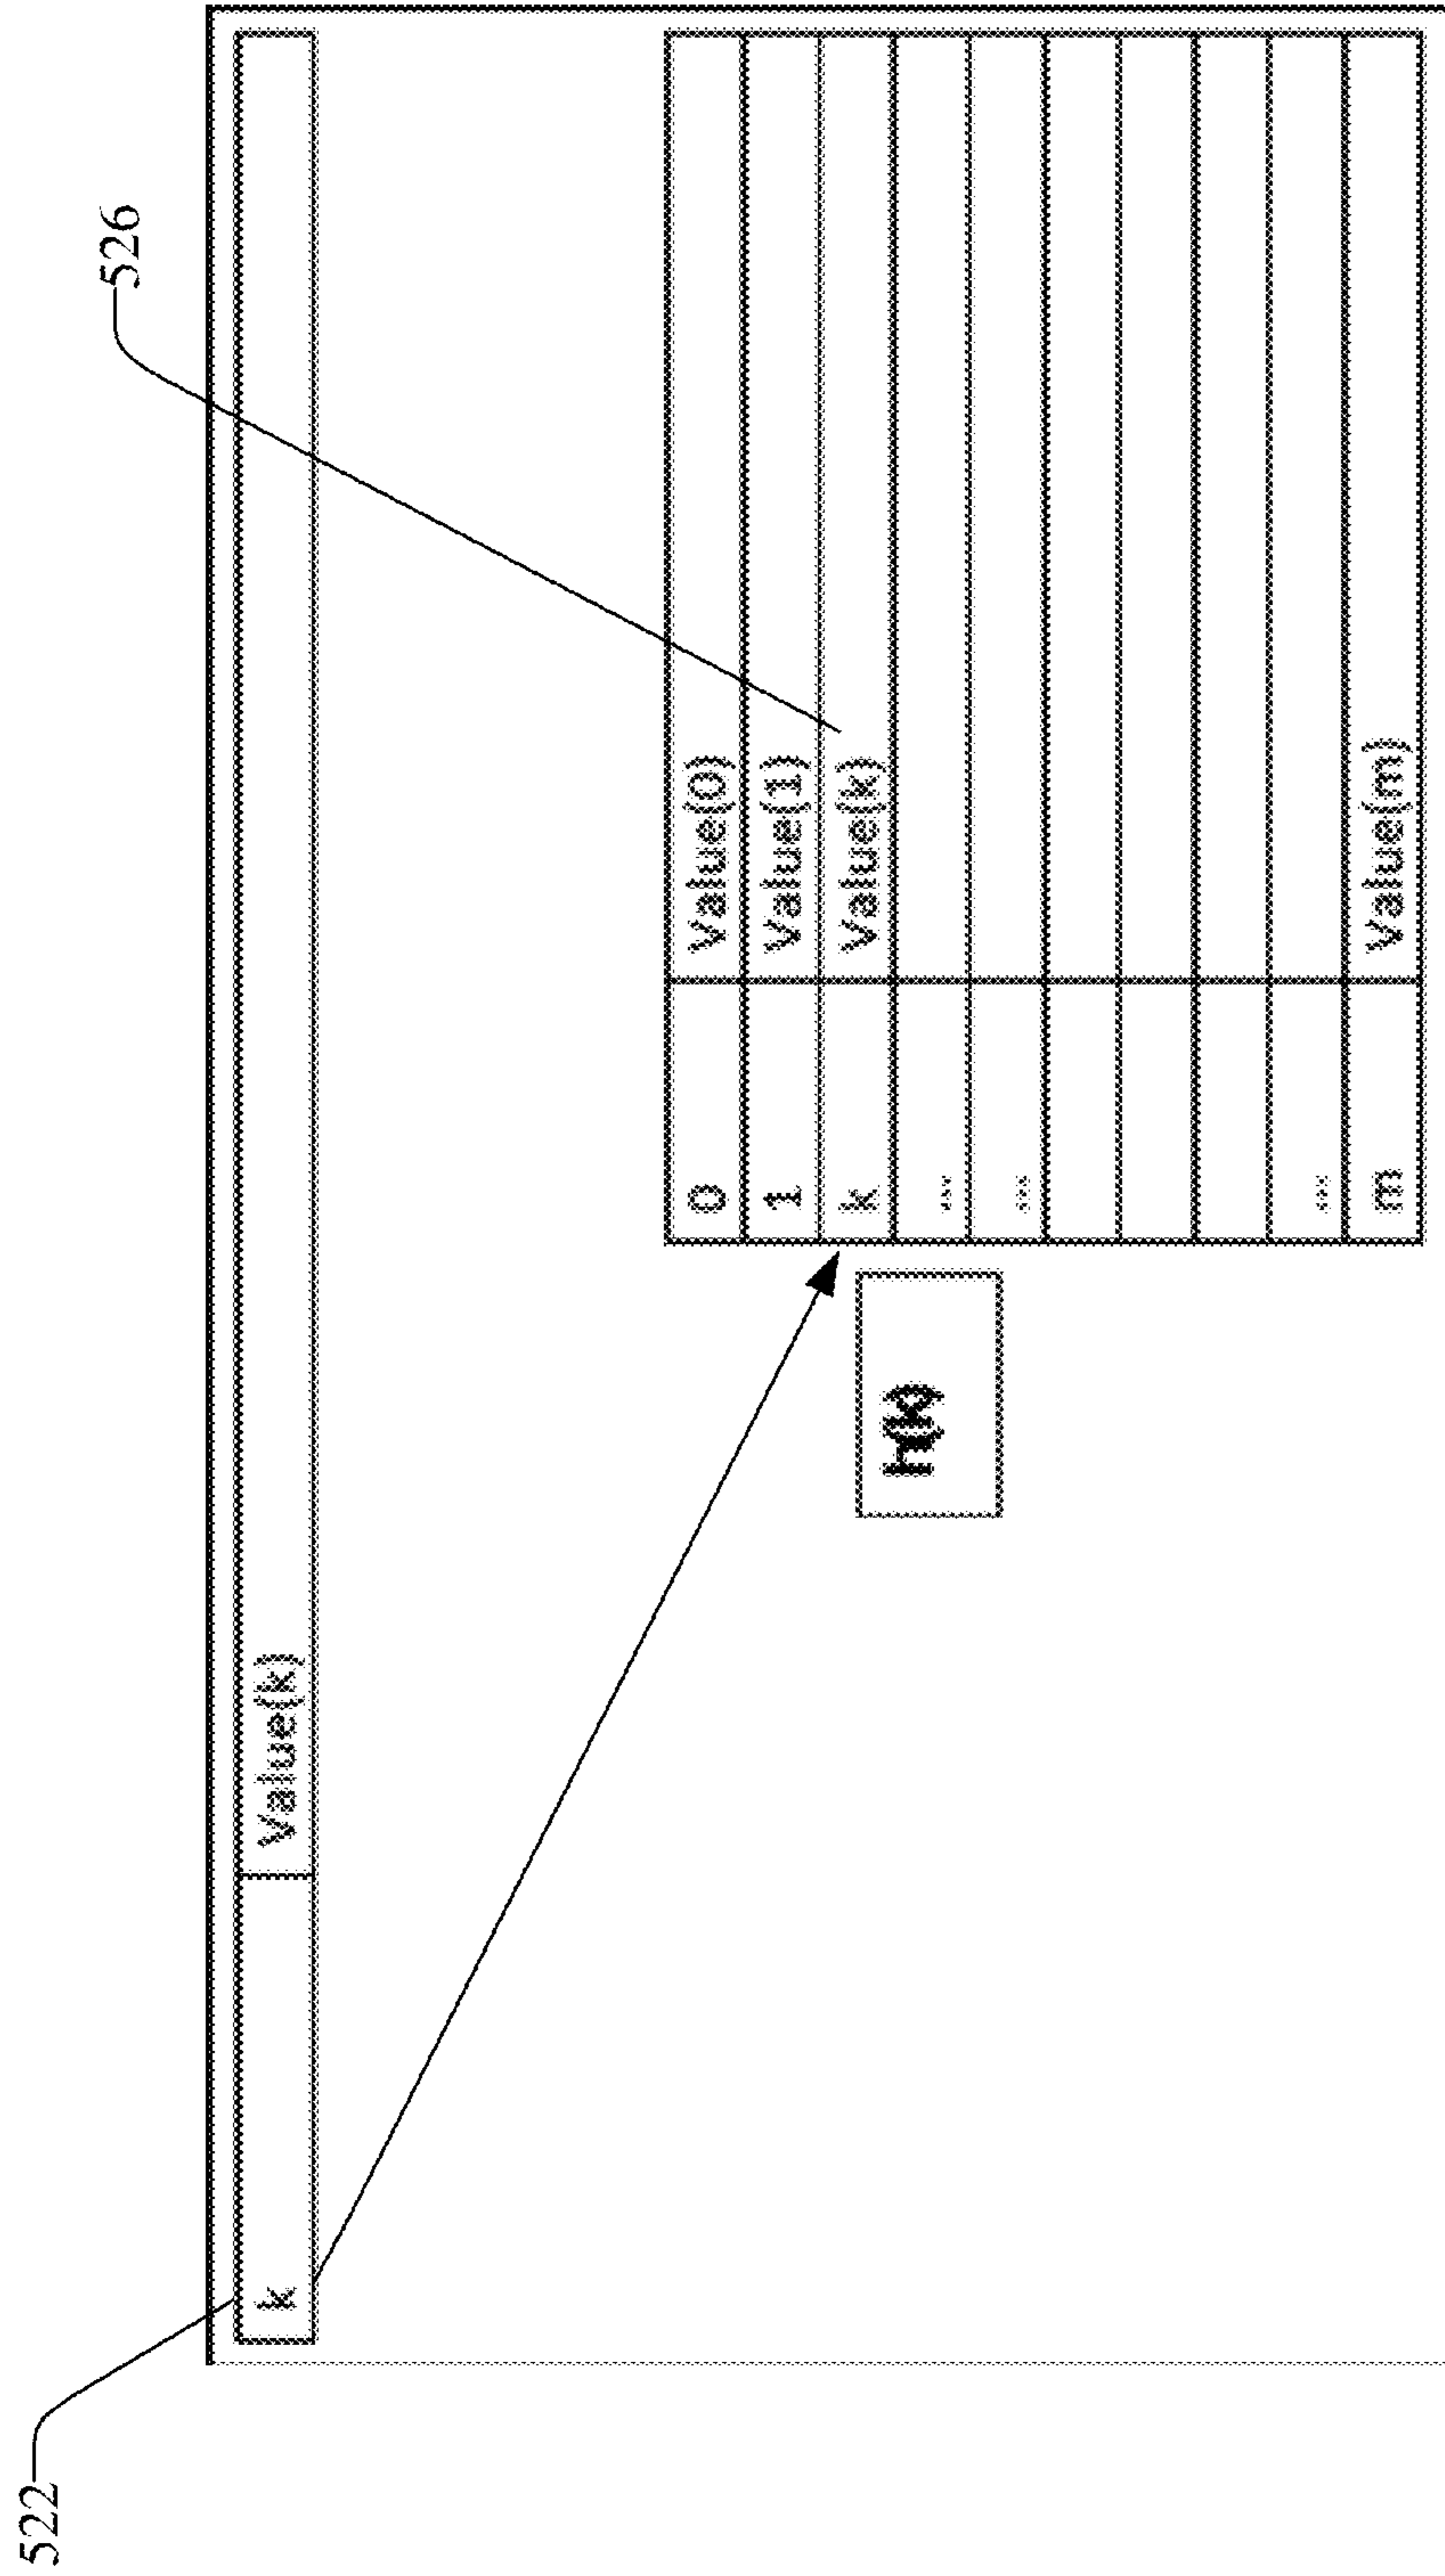 522
526
k Value(k)
h(k)
0 Value(0)
1 Value(1)
k Value(k)
...
...
...
m Value(m)